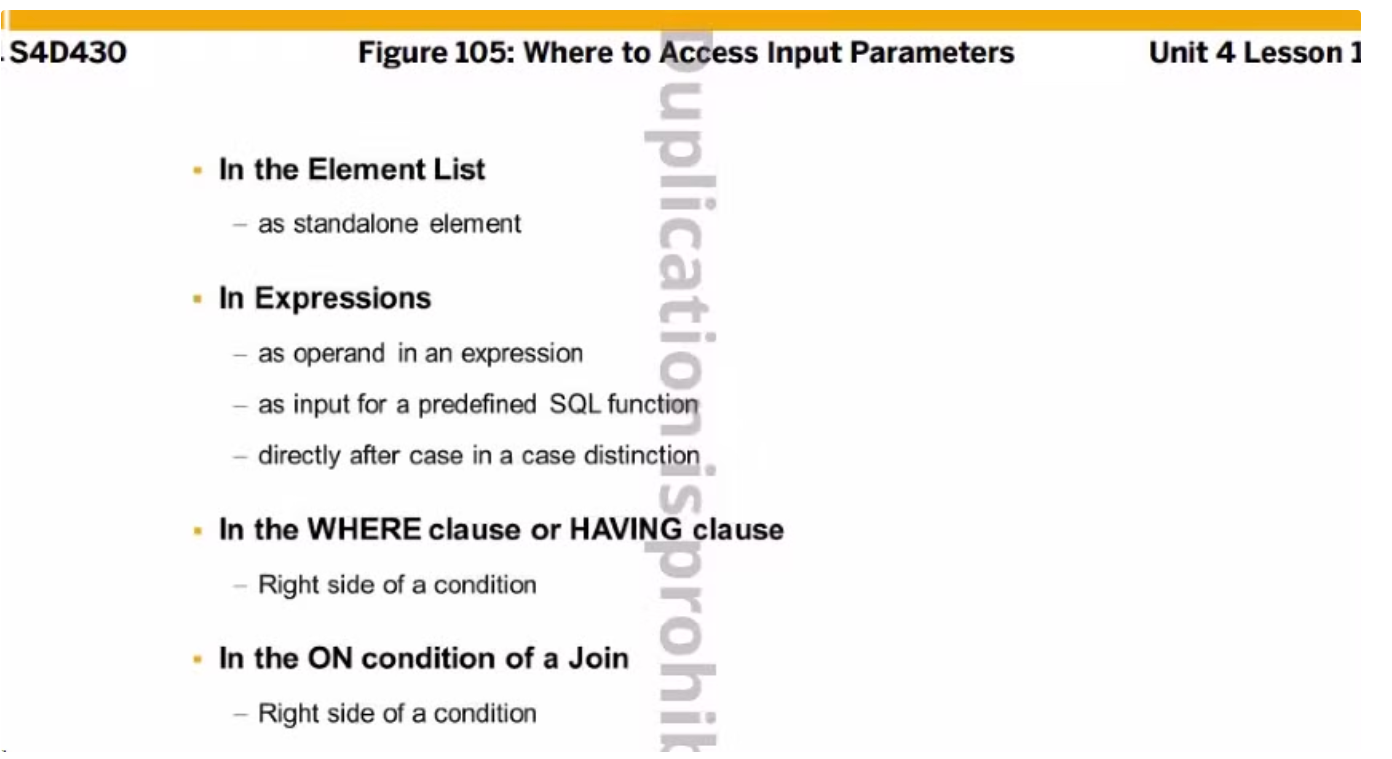 S4D430 Figure 105: Where to Access Input Parameters Unit 4 Lesson 1
▪ In the Element List
– as standalone element
▪ In Expressions
– as operand in an expression
– as input for a predefined SQL function
– directly after case in a case distinction
▪ In the WHERE clause or HAVING clause
– Right side of a condition
▪ In the ON condition of a Join
– Right side of a condition
Duplication is prohib